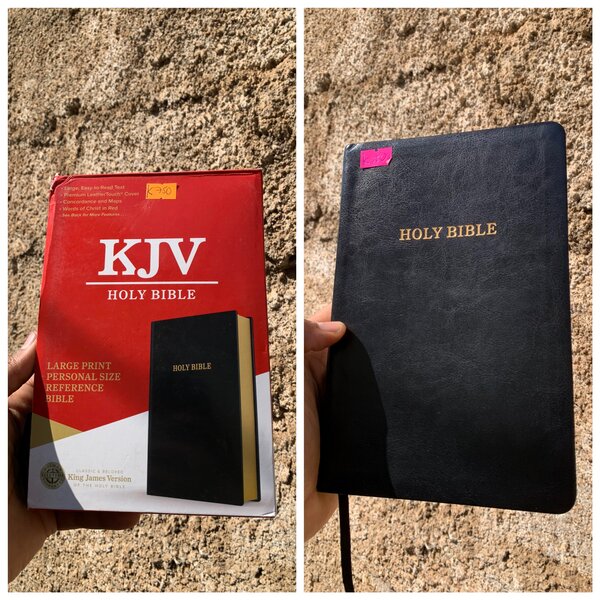 - Large, Easy-to-Read Text
- Premium LeatherTouch® Cover
- Concordance and Maps
- Words of Christ in Red
See Back for More Features...
K750
KJV
HOLY BIBLE
HOLY BIBLE
LARGE PRINT
PERSONAL SIZE
REFERENCE
BIBLE
CLASSIC & BELOVED
King James Version
OF THE HOLY BIBLE
HOLY BIBLE